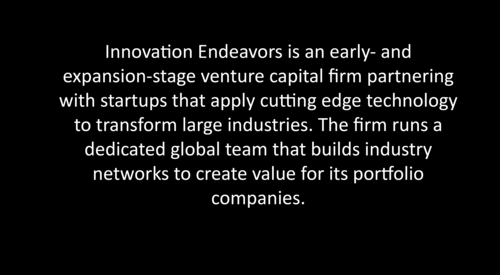 Innovation Endeavors is an early- and
expansion-stage venture capital firm partnering
with startups that apply cutting edge technology
to transform large industries. The firm runs a
dedicated global team that builds industry
networks to create value for its portfolio
companies.